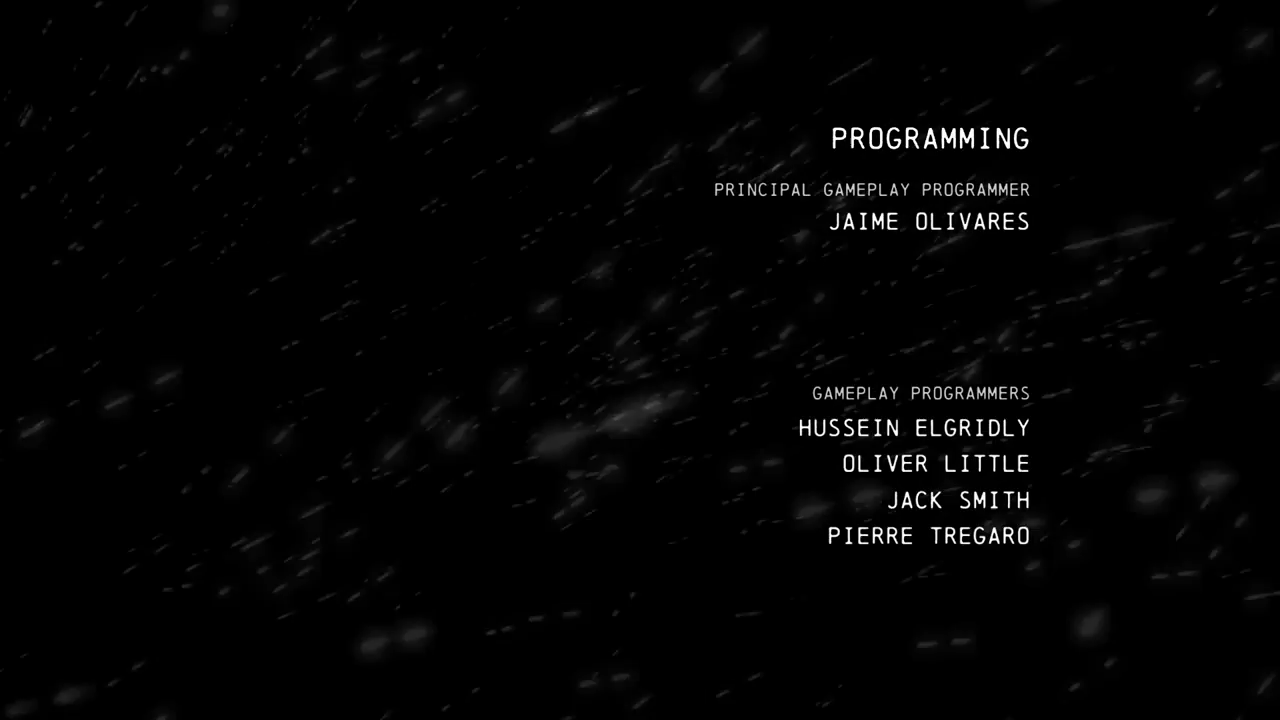 PROGRAMMING
PRINCIPAL GAMEPLAY PROGRAMMER
JAIME OLIVARES
GAMEPLAY PROGRAMMERS
HUSSEIN ELGRIDLY
OLIVER LITTLE
JACK SMITH
PIERRE TREGARO